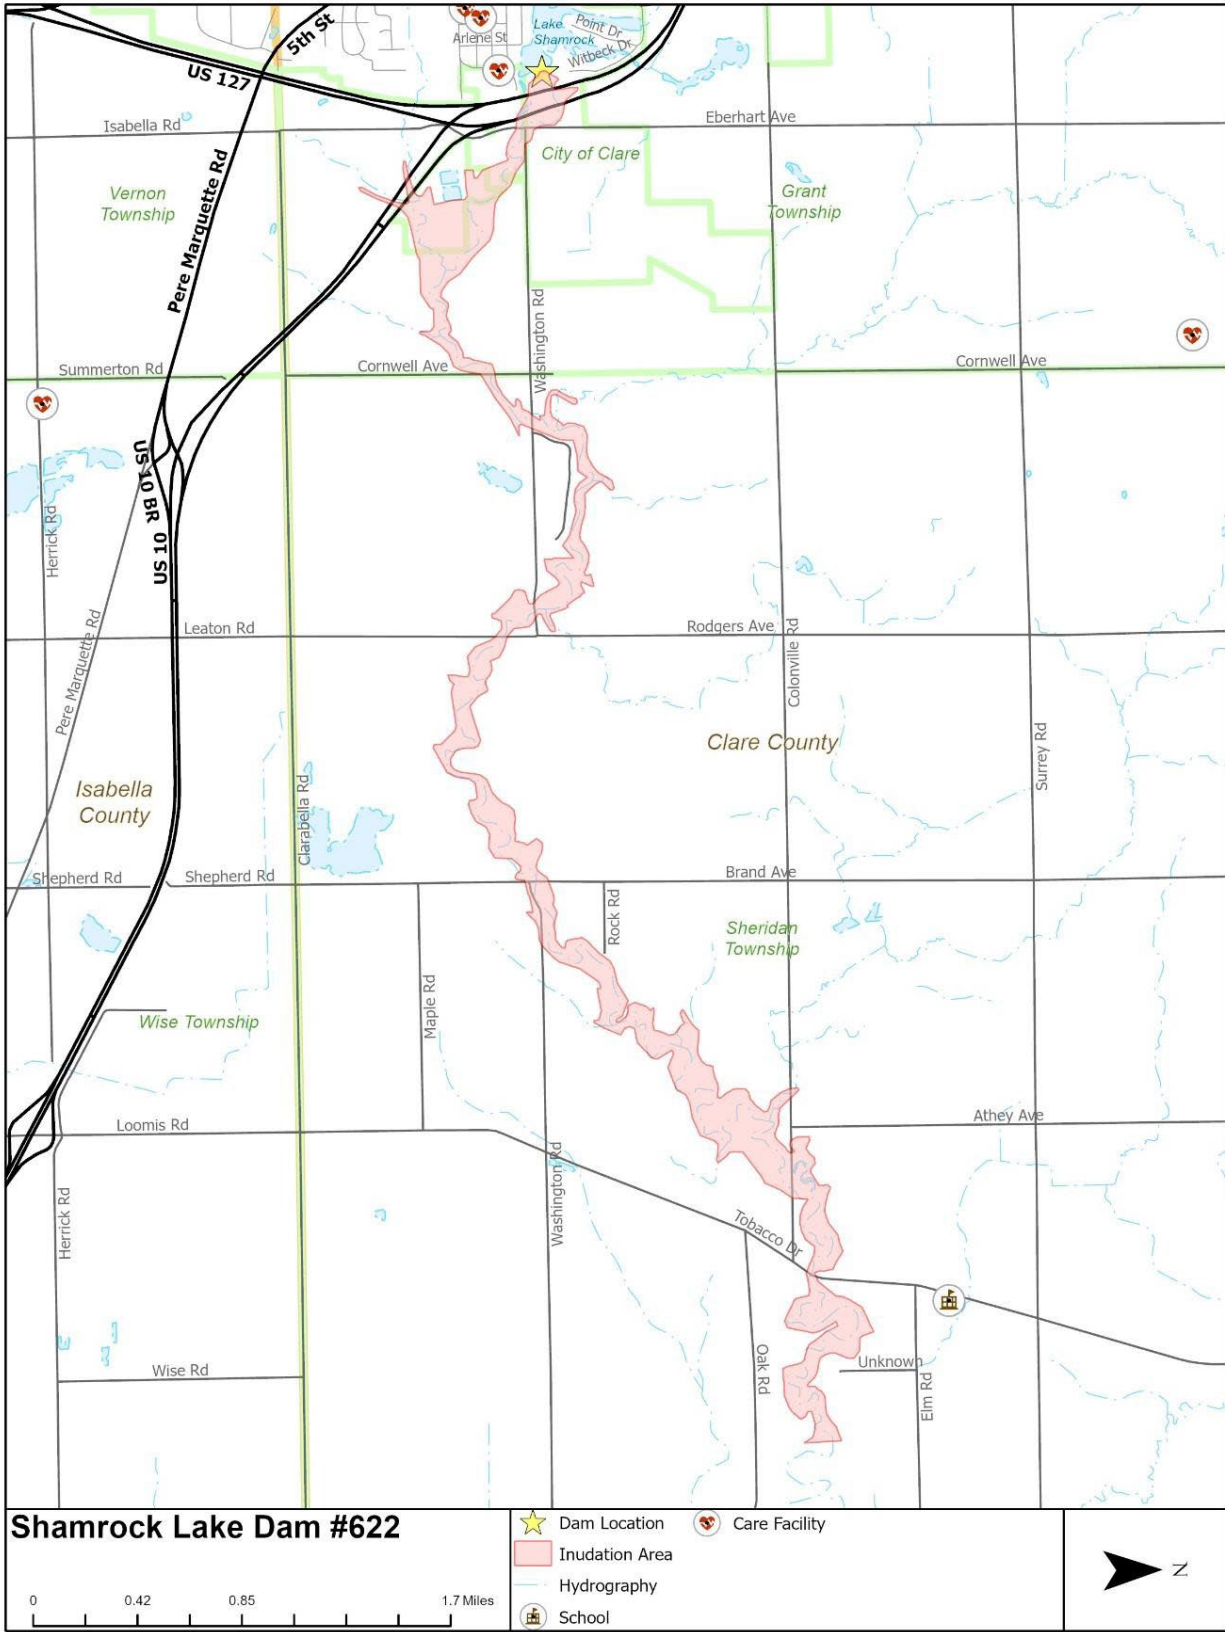 5th St
Arlene St
Lake
Shamrock
Point Dr
Witbeck Dr
US 127
Isabella Rd
Eberhart Ave
City of Clare
Vernon
Township
Grant
Township
Pere Marquette Rd
Washington Rd
Summerton Rd
Cornwell Ave
Cornwell Ave
US 10 BR
US 10
Herrick Rd
Pere Marquette Rd
Leaton Rd
Rodgers Ave
Colonville Rd
Clare County
Surrey Rd
Isabella
County
Clarabella Rd
Shepherd Rd
Shepherd Rd
Brand Ave
Rock Rd
Sheridan
Township
Maple Rd
Wise Township
Loomis Rd
Athey Ave
Washington Rd
Herrick Rd
Tobacco Dr
Oak Rd
Unknown
Elm Rd
Wise Rd
Shamrock Lake Dam #622
0
0.42
0.85
1.7 Miles
Dam Location
Care Facility
Inudation Area
Hydrography
School
N